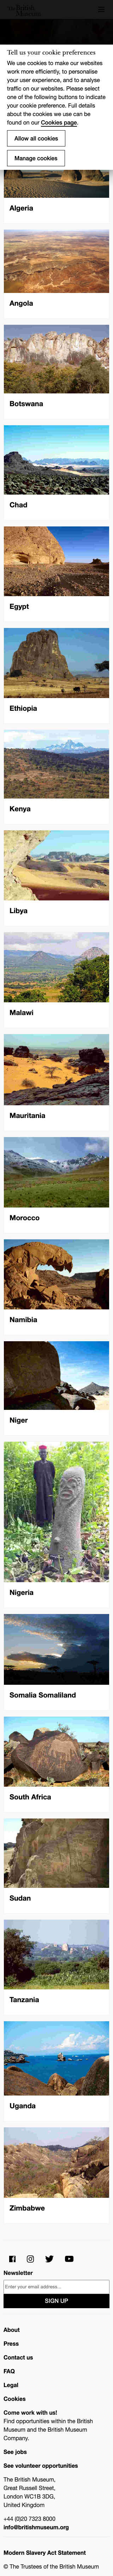 The British
Museum
Tell us your cookie preferences
We use cookies to make our websites
work more efficiently, to personalise
your user experience, and to analyse
traffic on our websites. Please select
one of the following buttons to indicate
your cookie preference. Full details
about the cookies we use can be
found on our Cookies page.
Allow all cookies
Manage cookies
Algeria
Angola
Botswana
Chad
Egypt
Ethiopia
Kenya
Libya
Malawi
Mauritania
Morocco
Namibia
Niger
Nigeria
Somalia Somaliland
South Africa
Sudan
Tanzania
Uganda
Zimbabwe
Newsletter
Enter your email address...
SIGN UP
About
Press
Contact us
FAQ
Legal
Cookies
Come work with us!
Find opportunities within the British
Museum and the British Museum
Company.
See jobs
See volunteer opportunities
The British Museum,
Great Russell Street,
London WC1B 3DG,
United Kingdom
+44 (0)20 7323 8000
info@britishmuseum.org
Modern Slavery Act Statement
© The Trustees of the British Museum